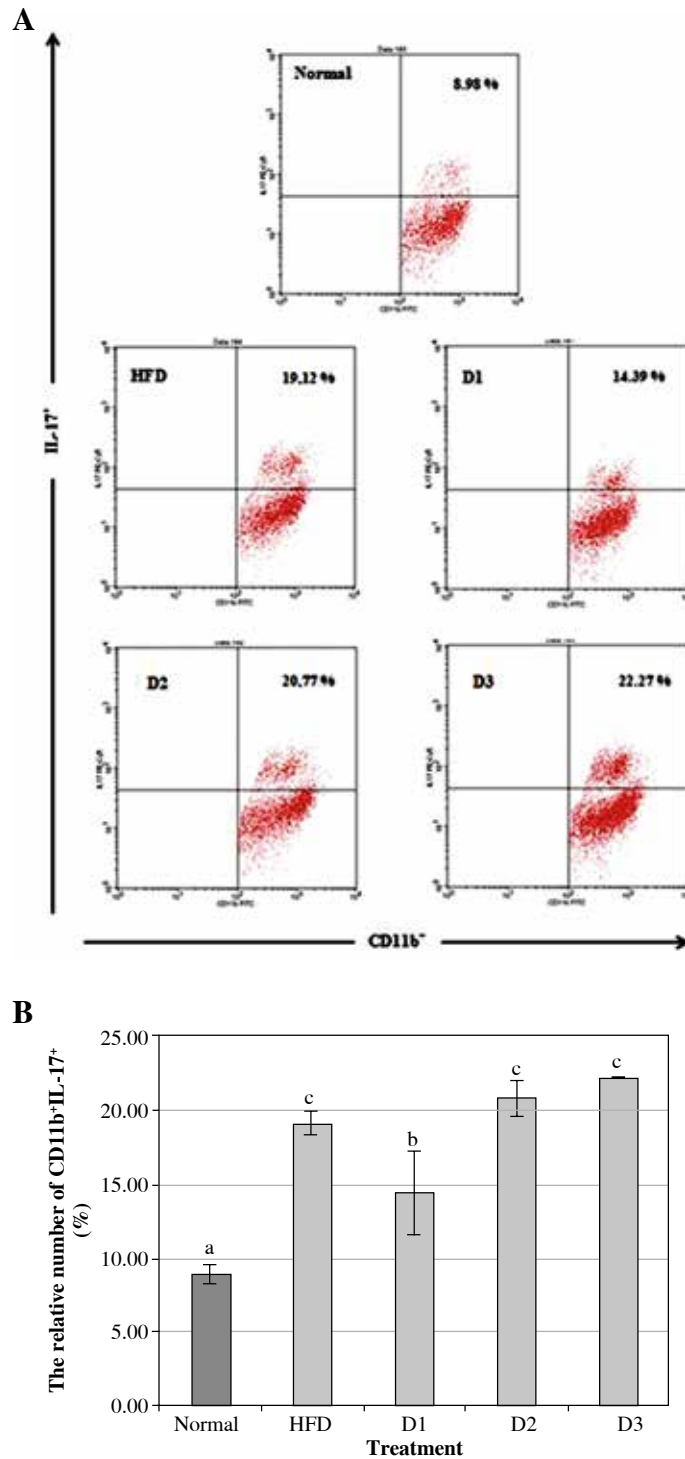 A
Normal
8.98 %
HFD
19.12 %
D1
14.39 %
IL-17⁺
D2
20.77 %
D3
22.27 %
CD11b⁺
B
The relative number of CD11b⁺IL-17⁺
(%)
25.00
20.00
15.00
10.00
5.00
0.00
a
c
b
c
c
Normal HFD D1 D2 D3
Treatment